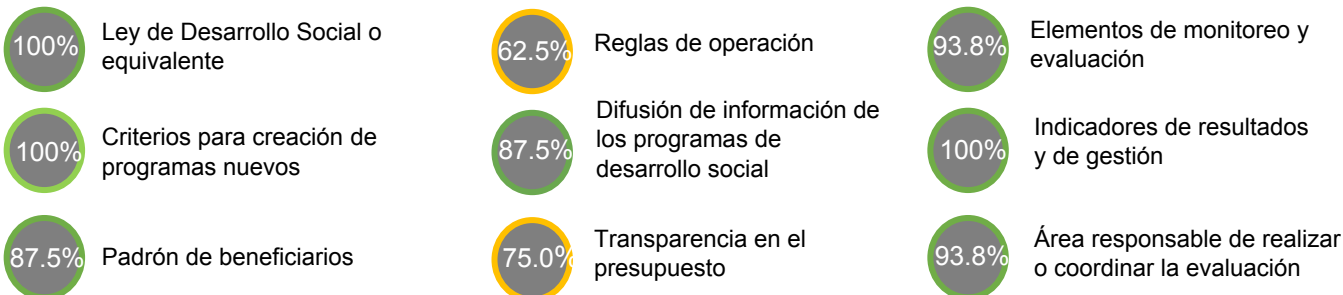 100%
Ley de Desarrollo Social o
equivalente
100%
Criterios para creación de
programas nuevos
87.5%
Padrón de beneficiarios
62.5%
Reglas de operación
87.5%
Difusión de información de
los programas de
desarrollo social
75.0%
Transparencia en el
presupuesto
93.8%
Elementos de monitoreo y
evaluación
100%
Indicadores de resultados
y de gestión
93.8%
Área responsable de realizar
o coordinar la evaluación